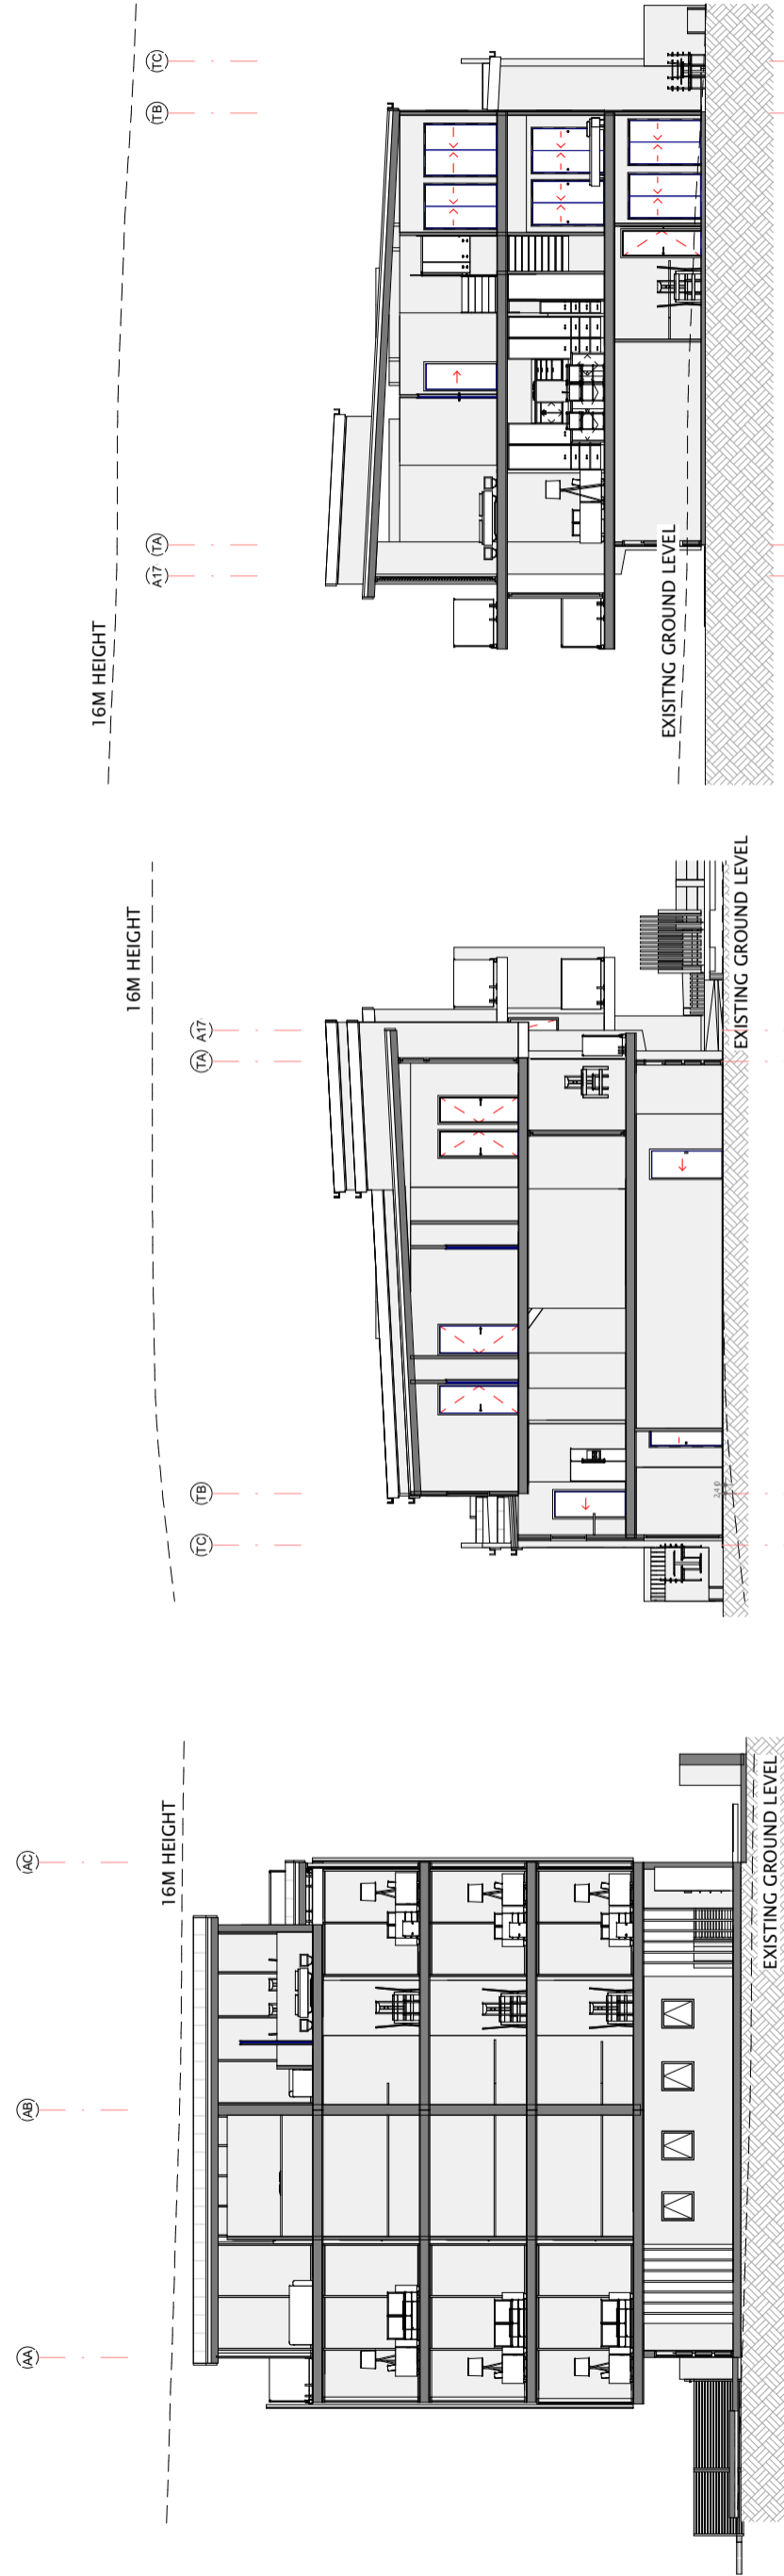 TC
TB
TA
A17
16M HEIGHT
EXISITNG GROUND LEVEL
16M HEIGHT
A17
TA
TB
TC
EXISTING GROUND LEVEL
240
16M HEIGHT
AC
AB
AA
EXISTING GROUND LEVEL